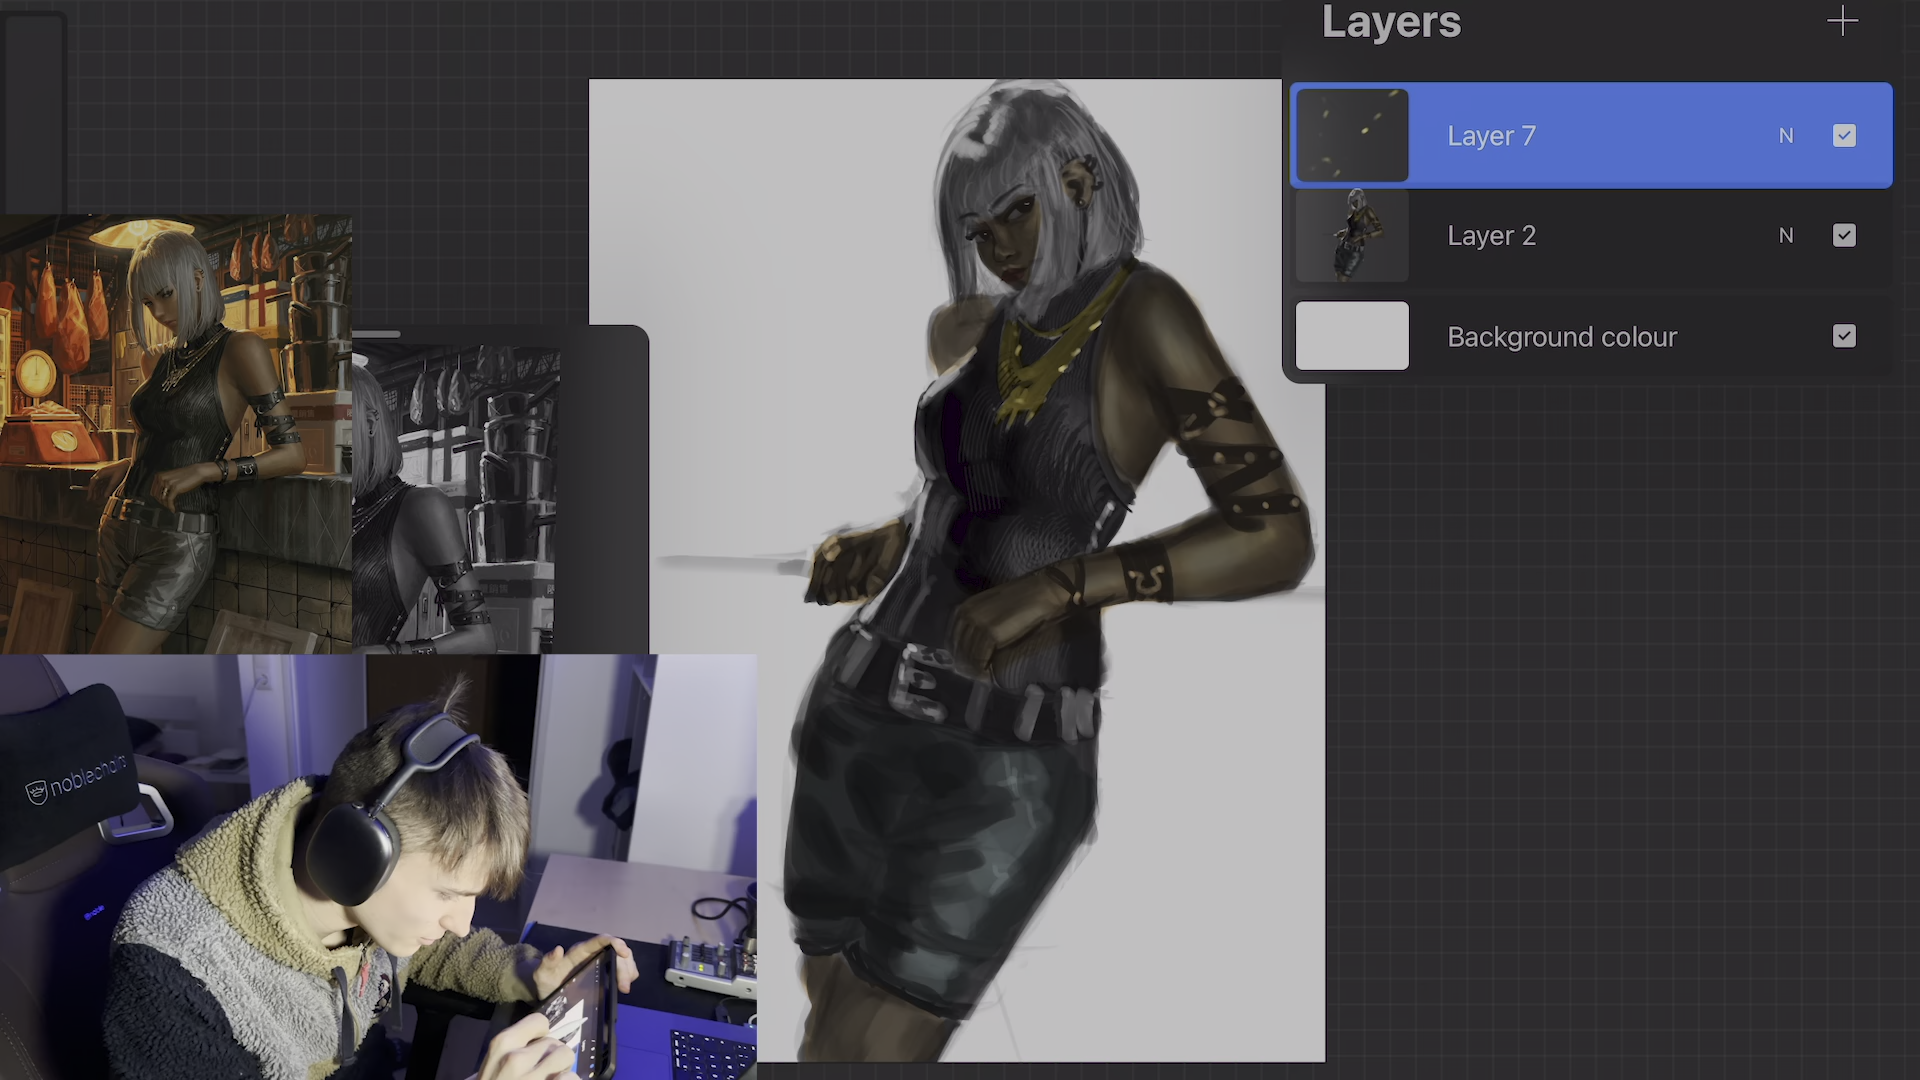 Layers
Layer 7
N
Layer 2
N
Background colour
noblechairs